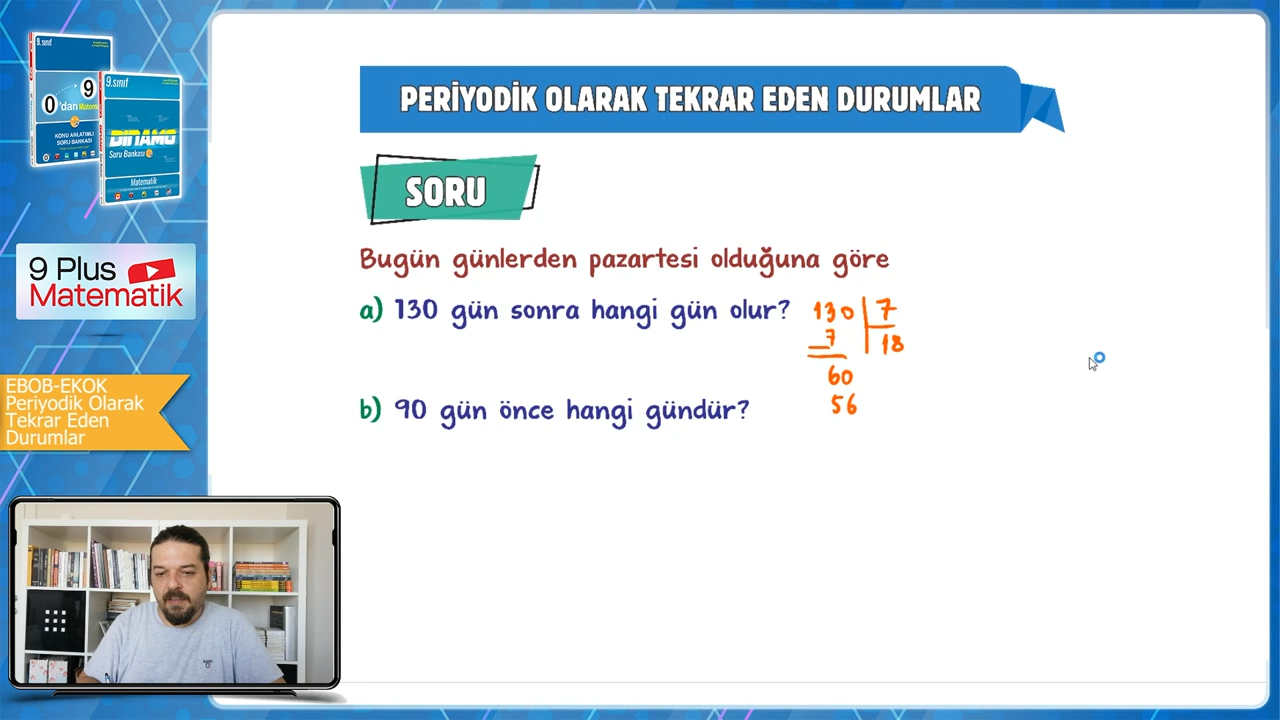 9.sınıf
0'dan Matematik
9
KONU ANLATIMLI
SORU BANKASI
9.sınıf
DINAMO
Soru Bankası
Matematik
9 Plus
Matematik
EBOB-EKOK
Periyodik Olarak
Tekrar Eden
Durumlar
PERİYODİK OLARAK TEKRAR EDEN DURUMLAR
SORU
Bugün günlerden pazartesi olduğuna göre
a) 130 gün sonra hangi gün olur?
130 7
7 18
60
56
b) 90 gün önce hangi gündür?